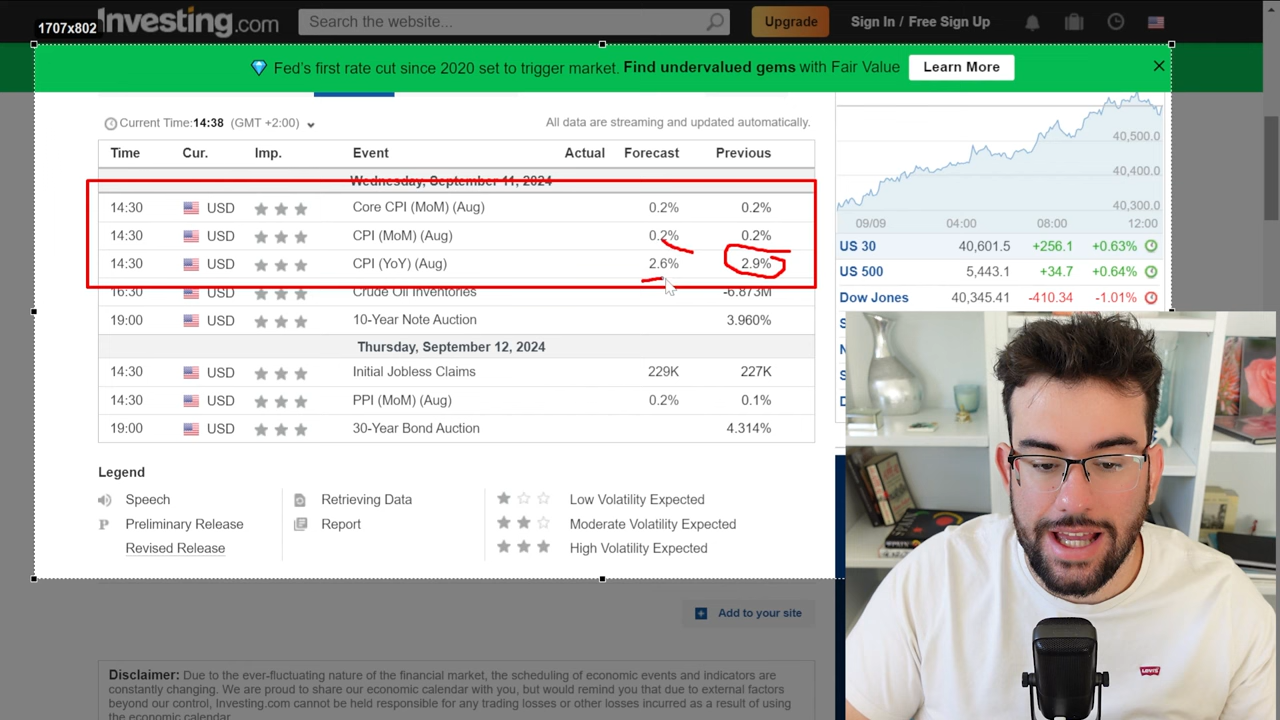 1707x802
Investing.com
Search the website...
Upgrade
Sign In / Free Sign Up
Fed's first rate cut since 2020 set to trigger market. Find undervalued gems with Fair Value
Learn More
Current Time:14:38 (GMT +2:00)
All data are streaming and updated automatically.
Time Cur. Imp. Event Actual Forecast Previous
Wednesday, September 11, 2024
14:30 USD Core CPI (MoM) (Aug) 0.2% 0.2%
14:30 USD CPI (MoM) (Aug) 0.2% 0.2%
14:30 USD CPI (YoY) (Aug) 2.6% 2.9%
16:30 USD Crude Oil Inventories -6.873M
19:00 USD 10-Year Note Auction 3.960%
Thursday, September 12, 2024
14:30 USD Initial Jobless Claims 229K 227K
14:30 USD PPI (MoM) (Aug) 0.2% 0.1%
19:00 USD 30-Year Bond Auction 4.314%
40,500.0
40,400.0
40,300.0
09/09 04:00 08:00 12:00
US 30 40,601.5 +256.1 +0.63%
US 500 5,443.1 +34.7 +0.64%
Dow Jones 40,345.41 -410.34 -1.01%
Legend
Speech
Retrieving Data
Low Volatility Expected
P Preliminary Release
Report
Moderate Volatility Expected
Revised Release
High Volatility Expected
Add to your site
Disclaimer: Due to the ever-fluctuating nature of the financial market, the scheduling of economic events and indicators are
constantly changing. We are proud to share our economic calendar with you, but would remind you that due to external factors
beyond our control, Investing.com cannot be held responsible for any trading losses or other losses incurred as a result of using
the economic calendar.
Levi's